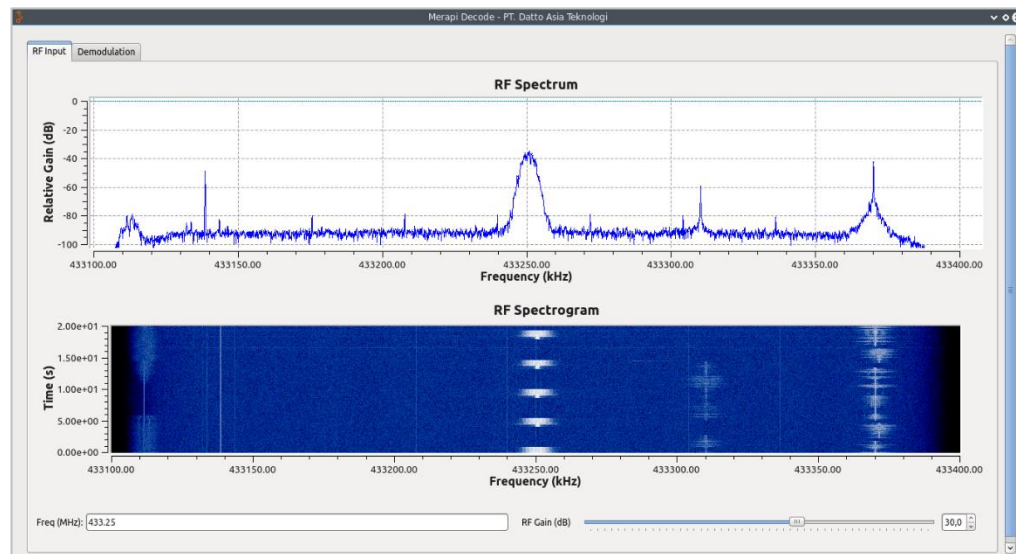 Merapi Decode - PT. Datto Asia Teknologi
RF Input Demodulation
RF Spectrum
Relative Gain (dB)
0
-20
-40
-60
-80
-100
433100.00 433150.00 433200.00 433250.00 433300.00 433350.00 433400.00
Frequency (kHz)
RF Spectrogram
Time (s)
2.00e+01
1.50e+01
1.00e+01
5.00e+00
0.00e+00
433100.00 433150.00 433200.00 433250.00 433300.00 433350.00 433400.00
Frequency (kHz)
Freq (MHz): 433.25 RF Gain (dB) 30,0